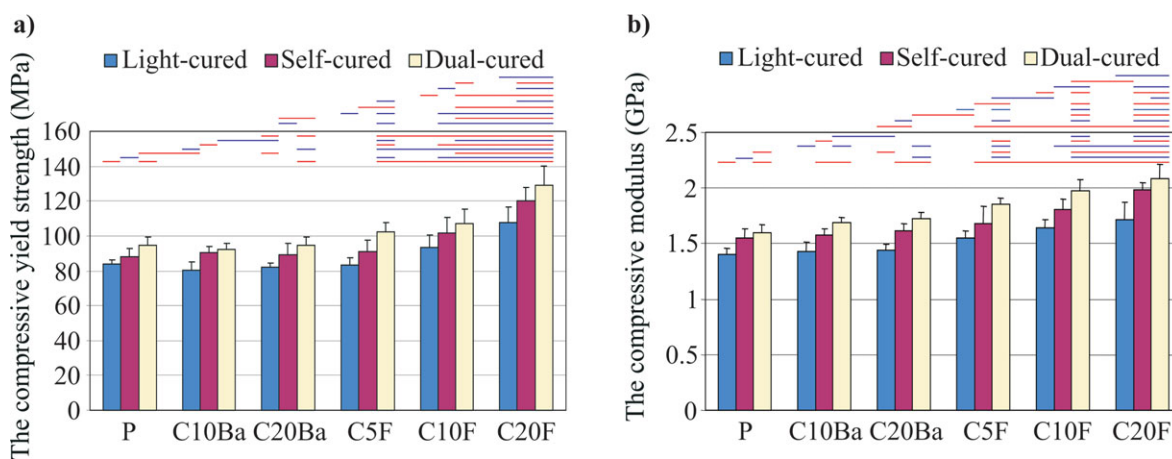 a)
The compressive yield strength (MPa)
Light-cured Self-cured Dual-cured
160
140
120
100
80
60
40
20
0
P C10Ba C20Ba C5F C10F C20F
b)
The compressive modulus (GPa)
Light-cured Self-cured Dual-cured
2.5
2
1.5
1
0.5
0
P C10Ba C20Ba C5F C10F C20F